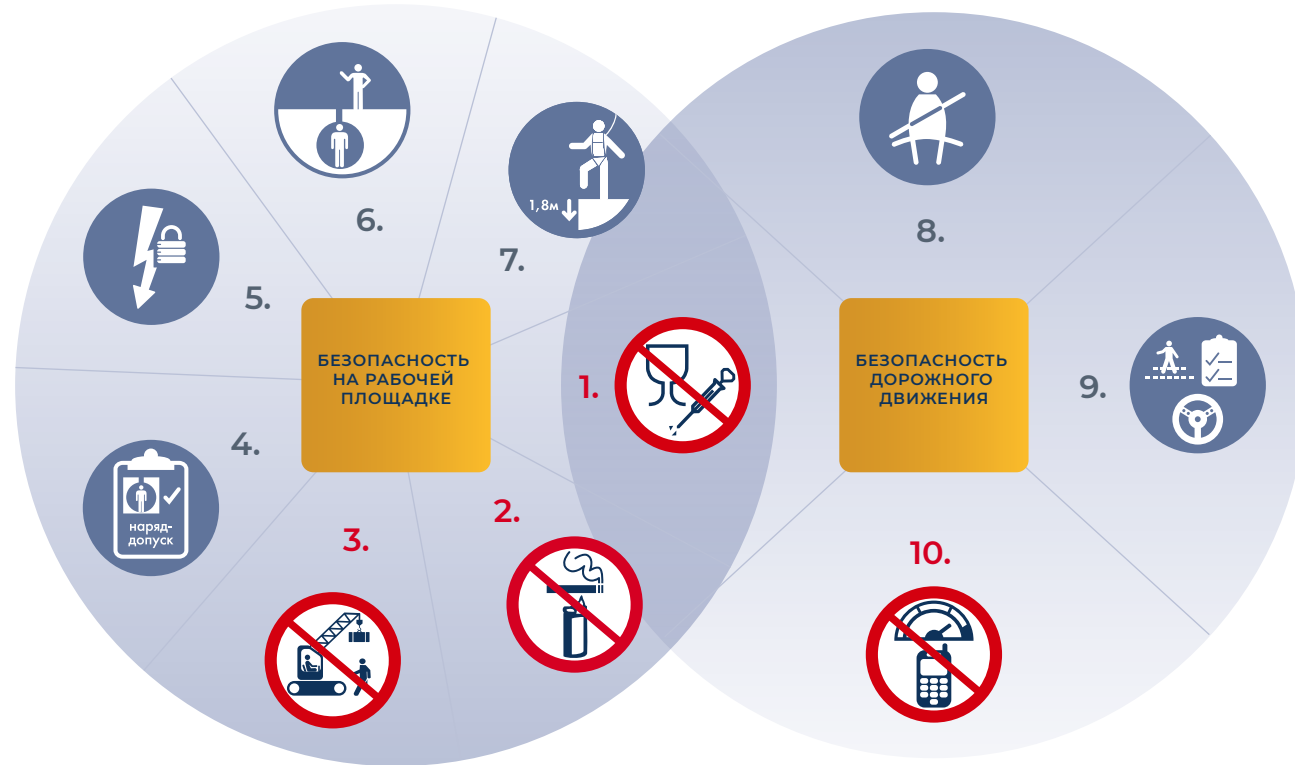 6.
1,8м
7.
5.
БЕЗОПАСНОСТЬ
НА РАБОЧЕЙ
ПЛОЩАДКЕ
4.
наряд-
допуск
3.
2.
1.
8.
БЕЗОПАСНОСТЬ
ДОРОЖНОГО
ДВИЖЕНИЯ
9.
10.